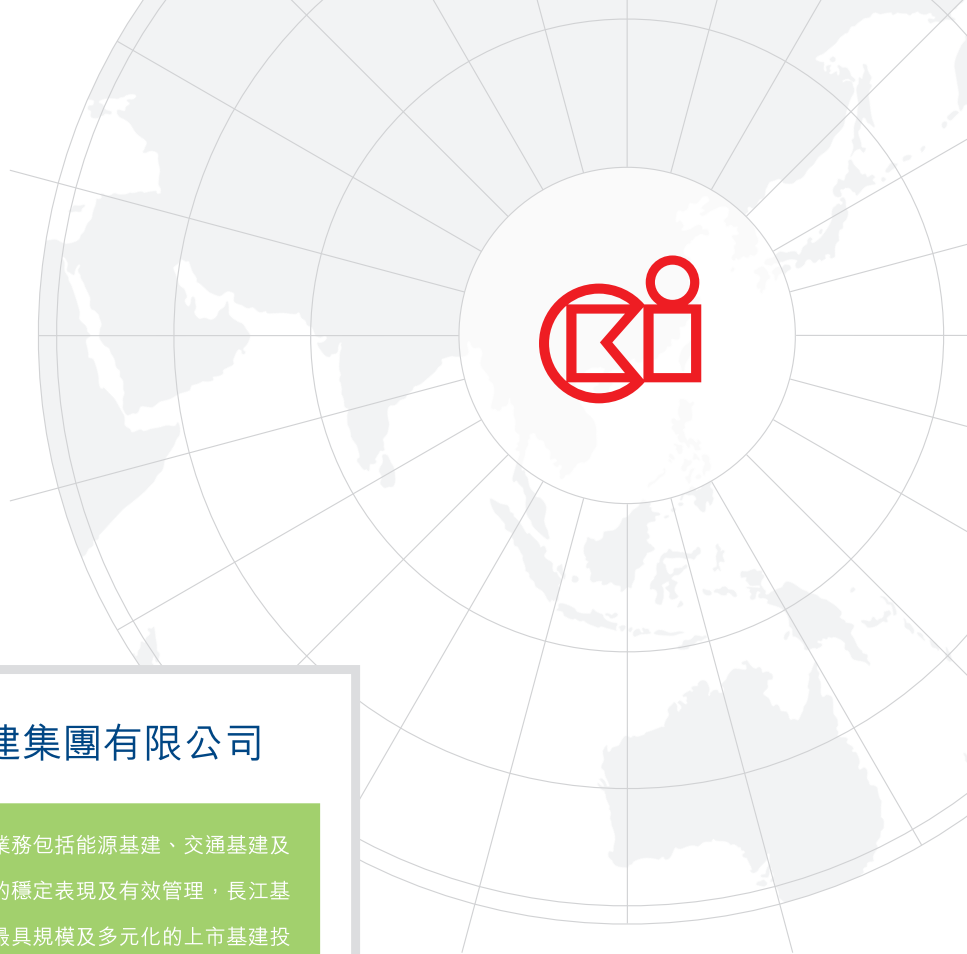 建集團有限公司
業務包括能源基建、交通基建及
的穩定表現及有效管理，長江基
最具規模及多元化的上市基建投